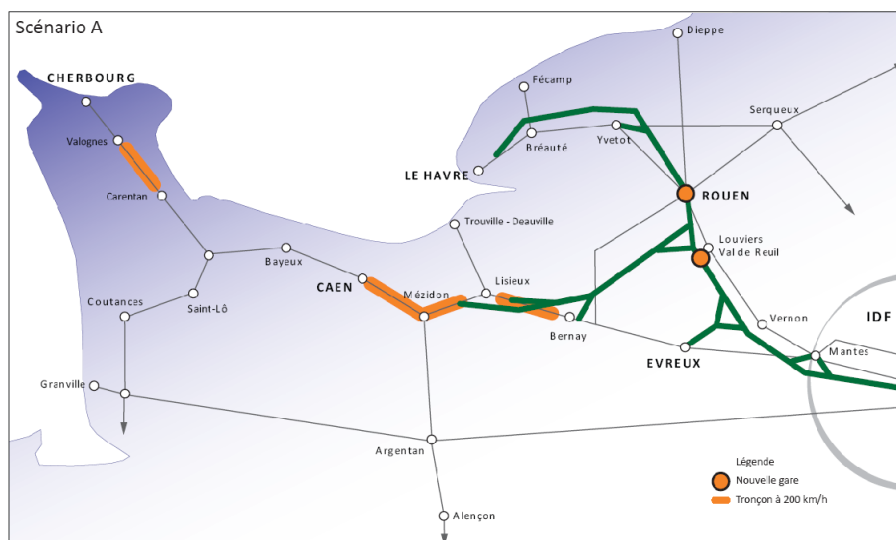 Scénario A
Dieppe
CHERBOURG
Fécamp
Serqueux
Valognes
Bréauté
Yvetot
LE HAVRE
Carentan
ROUEN
Trouville - Deauville
Louviers
Val de Reuil
Bayeux
Lisieux
CAEN
Mézidon
Coutances
Saint-Lô
IDF
Vernon
Bernay
Mantes
EVREUX
Granville
Argentan
Légende
Nouvelle gare
Tronçon à 200 km/h
Alençon